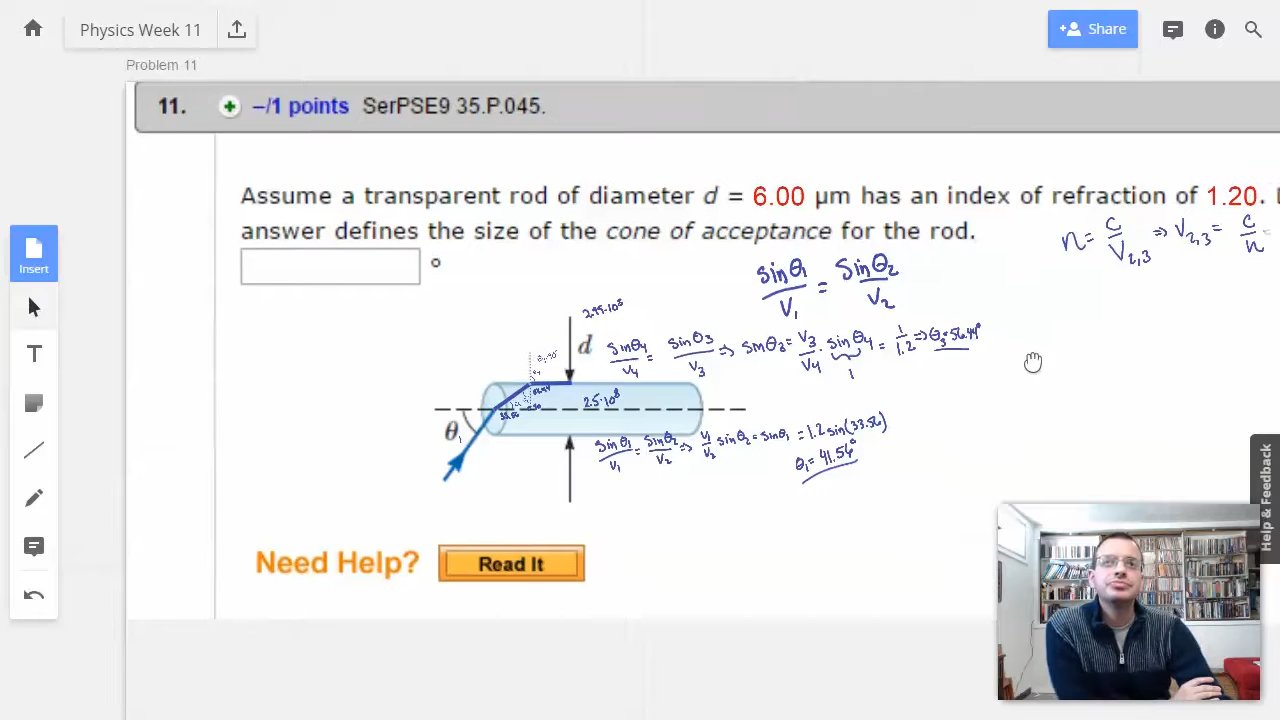 Physics Week 11
Share
Problem 11
11. –/1 points SerPSE9 35.P.045.
Assume a transparent rod of diameter d = 6.00 μm has an index of refraction of 1.20.
answer defines the size of the cone of acceptance for the rod.
°
n = c/V2,3 ⇒ V2,3 = c/n =
sinθ1/V1 = sinθ2/V2
d
sinθ4/V4 = sinθ3/V3 ⇒ sinθ3 = V3/V4 · sinθ4 = 1/1.2 ⇒ θ3 = 56.44°
1
2.5·10^8
θ1
sinθ1/V1 = sinθ2/V2 ⇒ V1/V2 sinθ2 = sinθ1 = 1.2 sin(33.56)
θ1 = 41.56°
Insert
T
Need Help? Read It
Help & Feedback